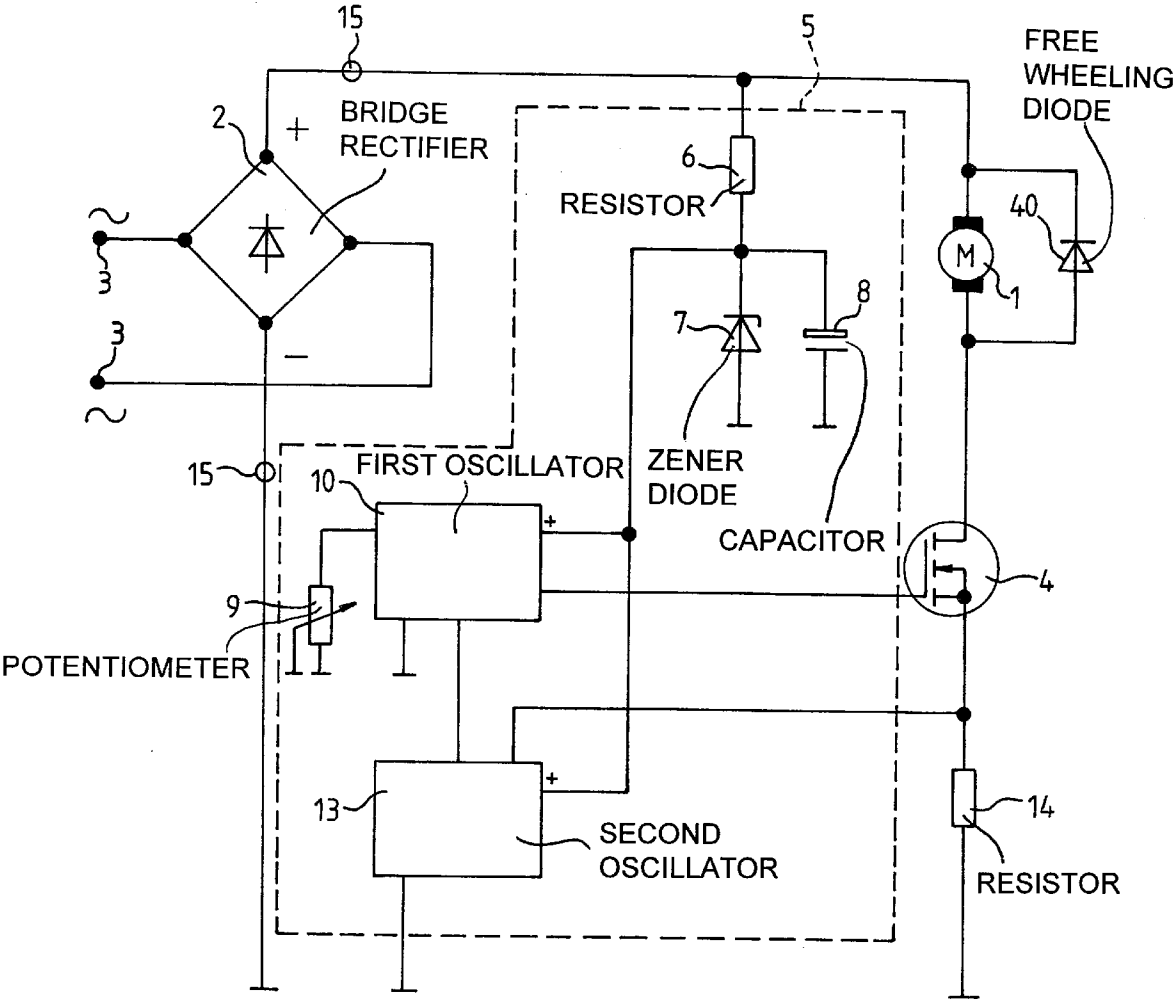 15
5
FREE
WHEELING
DIODE
2
+
BRIDGE
RECTIFIER
6
RESISTOR
40
~
3
M
1
3
~
−
7
8
15
FIRST OSCILLATOR
ZENER
DIODE
10
+
CAPACITOR
4
9
POTENTIOMETER
+
13
14
SECOND
OSCILLATOR
RESISTOR